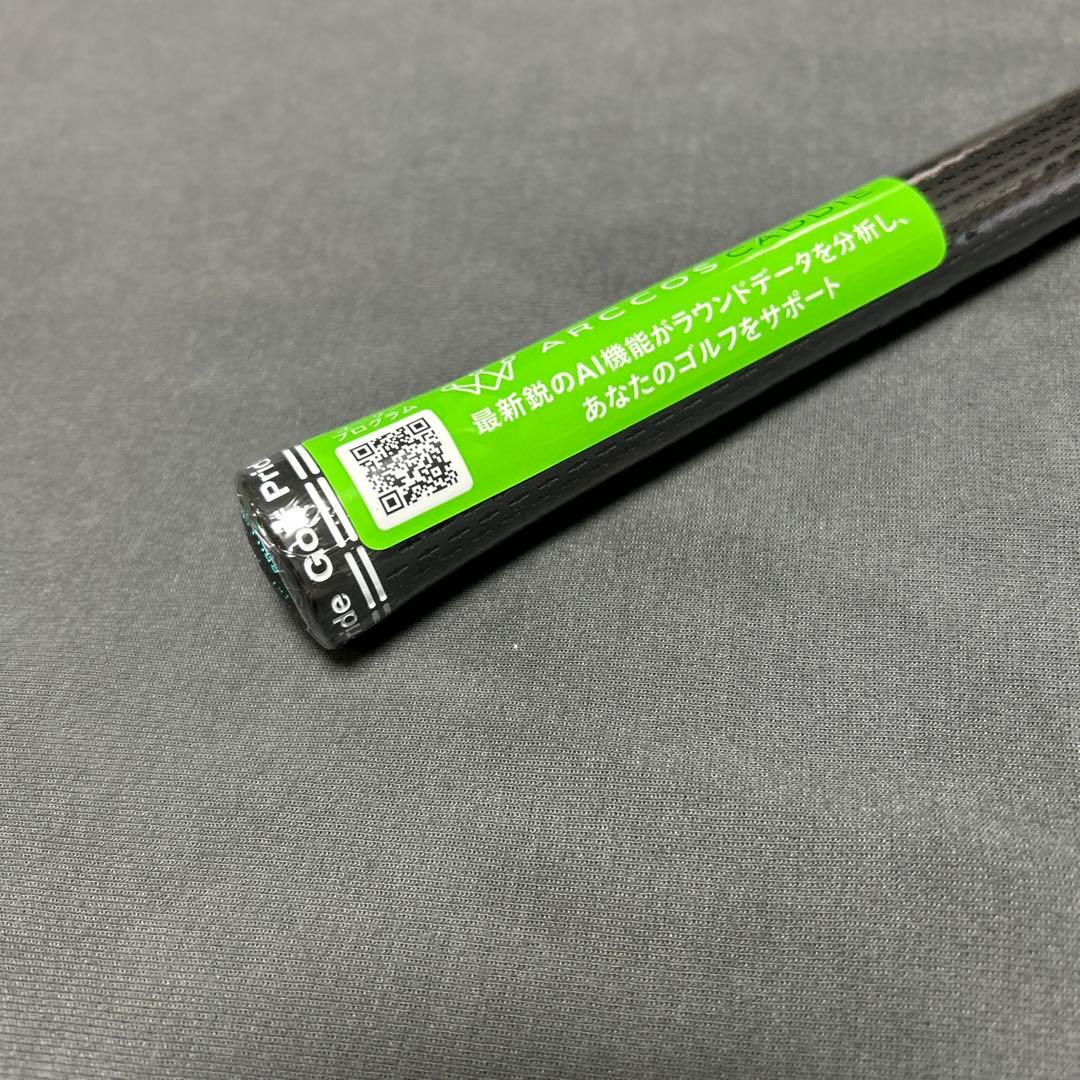 ARCCOS CADDIE
最新鋭のAI機能がラウンドデータを分析し、
あなたのゴルフをサポート
プログラム
Golf Pride